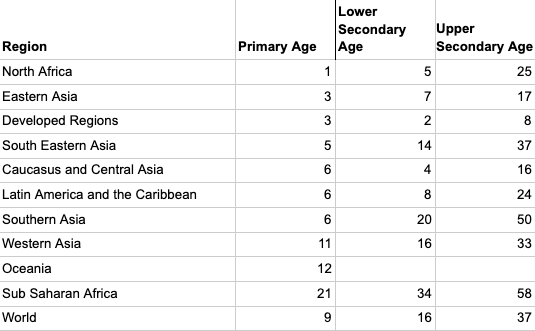 Region Primary Age Lower Secondary Age Upper Secondary Age
North Africa 1 5 25
Eastern Asia 3 7 17
Developed Regions 3 2 8
South Eastern Asia 5 14 37
Caucasus and Central Asia 6 4 16
Latin America and the Caribbean 6 8 24
Southern Asia 6 20 50
Western Asia 11 16 33
Oceania 12
Sub Saharan Africa 21 34 58
World 9 16 37